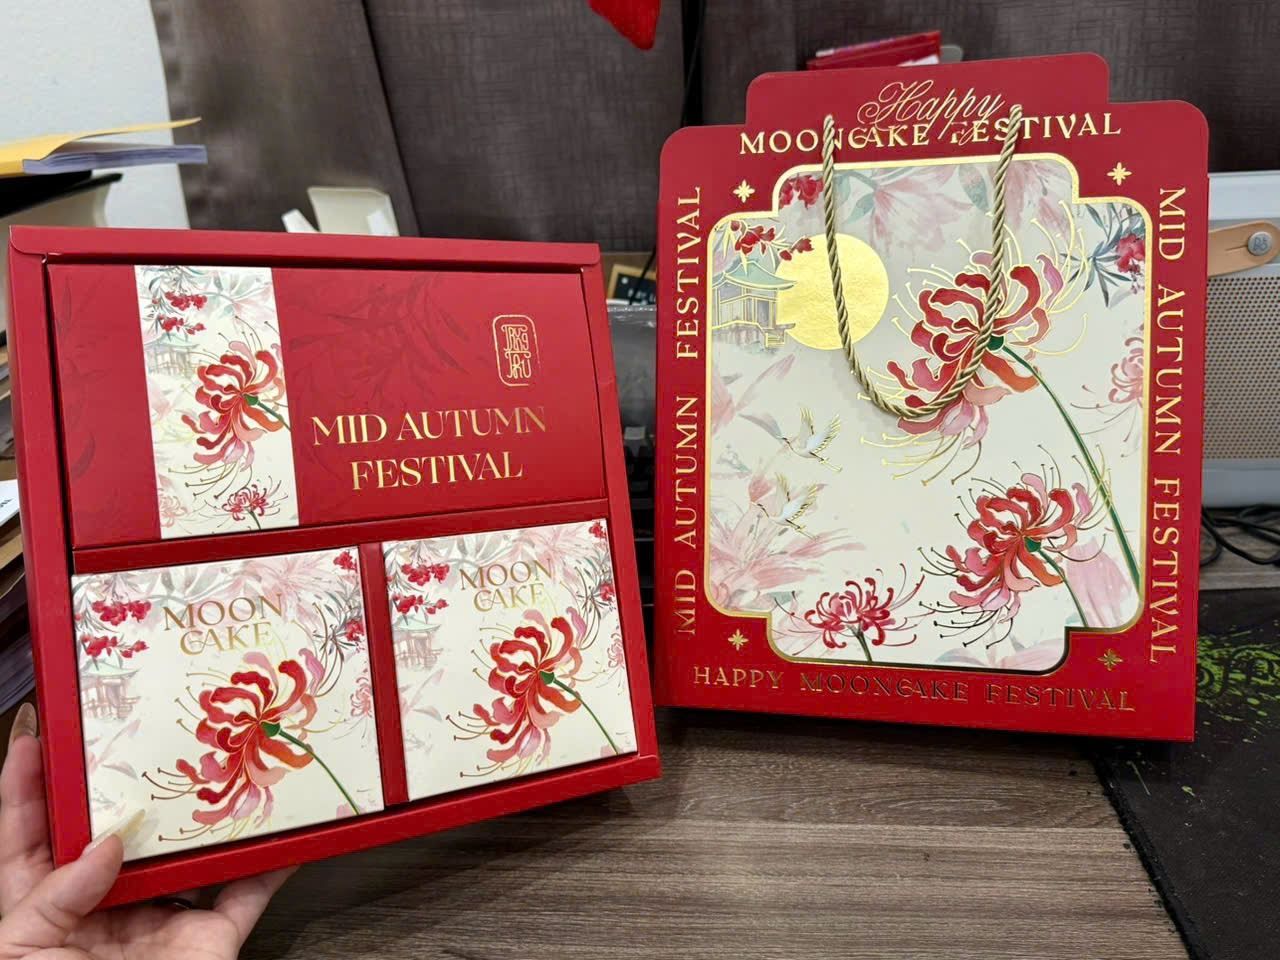 MID AUTUMN
FESTIVAL
MOON
CAKE
MOON
CAKE
Happy
MOONCAKE FESTIVAL
MID AUTUMN FESTIVAL
MID AUTUMN FESTIVAL
HAPPY MOONCAKE FESTIVAL